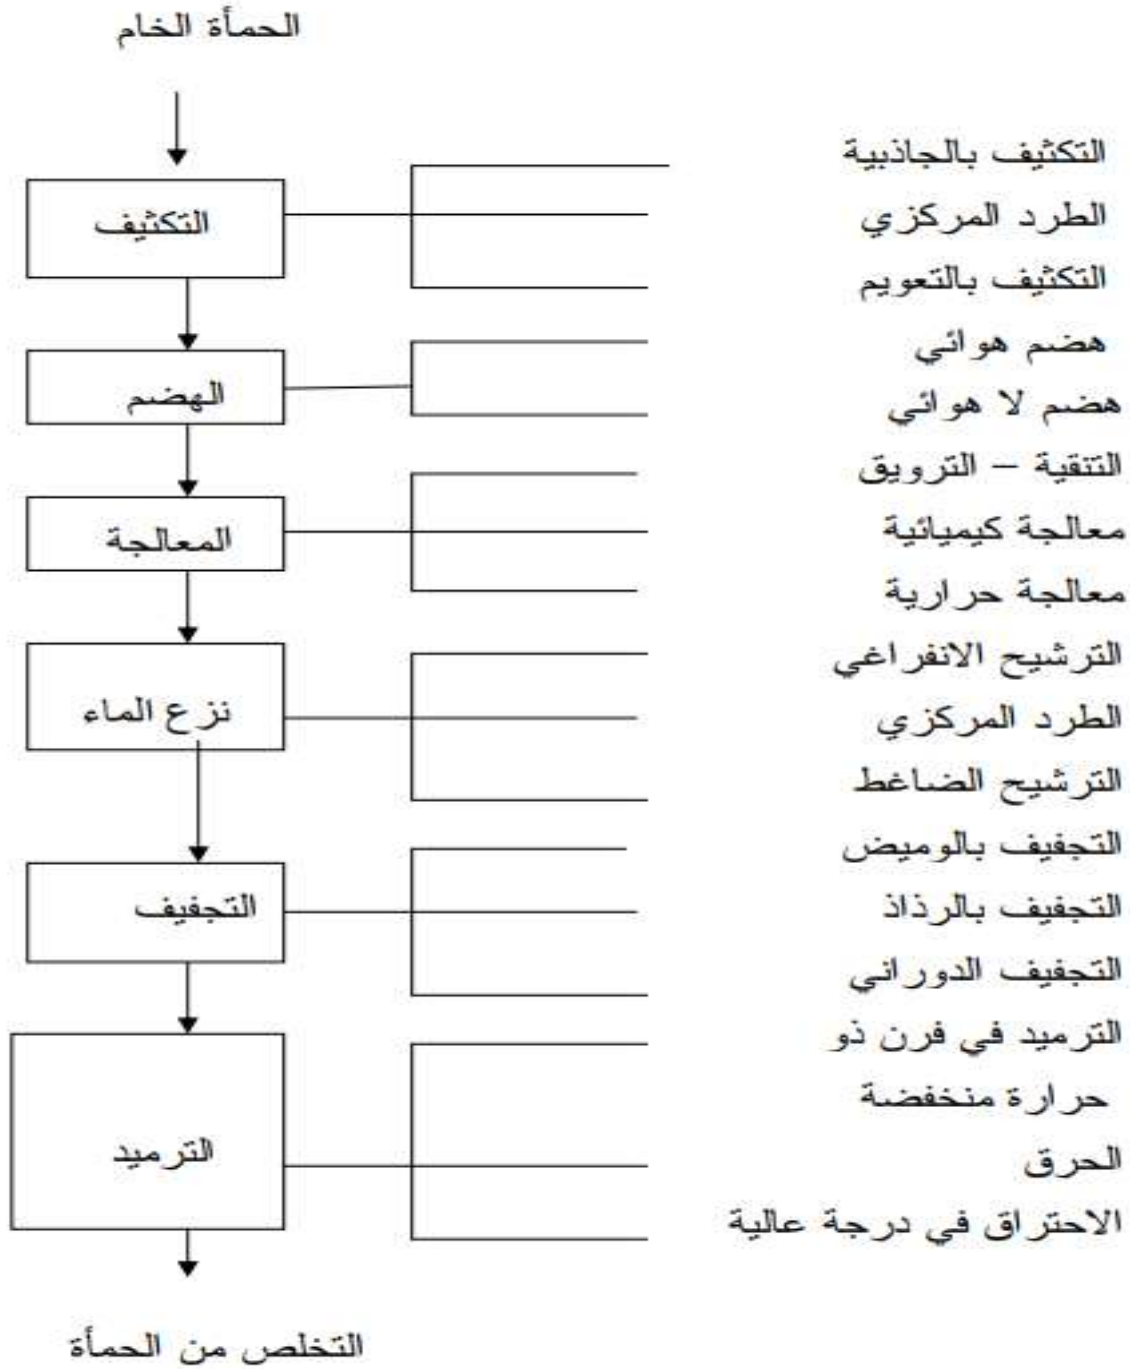 الحمأة الخام
التكثيف
التكثيف بالجاذبية
الطرد المركزي
التكثيف بالتعويم
الهضم
هضم هوائي
هضم لا هوائي
المعالجة
التنقية – الترويق
معالجة كيميائية
معالجة حرارية
نزع الماء
الترشيح الانفراغي
الطرد المركزي
الترشيح الضاغط
التجفيف
التجفيف بالوميض
التجفيف بالرذاذ
التجفيف الدوراني
الترميد
الترميد في فرن ذو
حرارة منخفضة
الحرق
الاحتراق في درجة عالية
التخلص من الحمأة